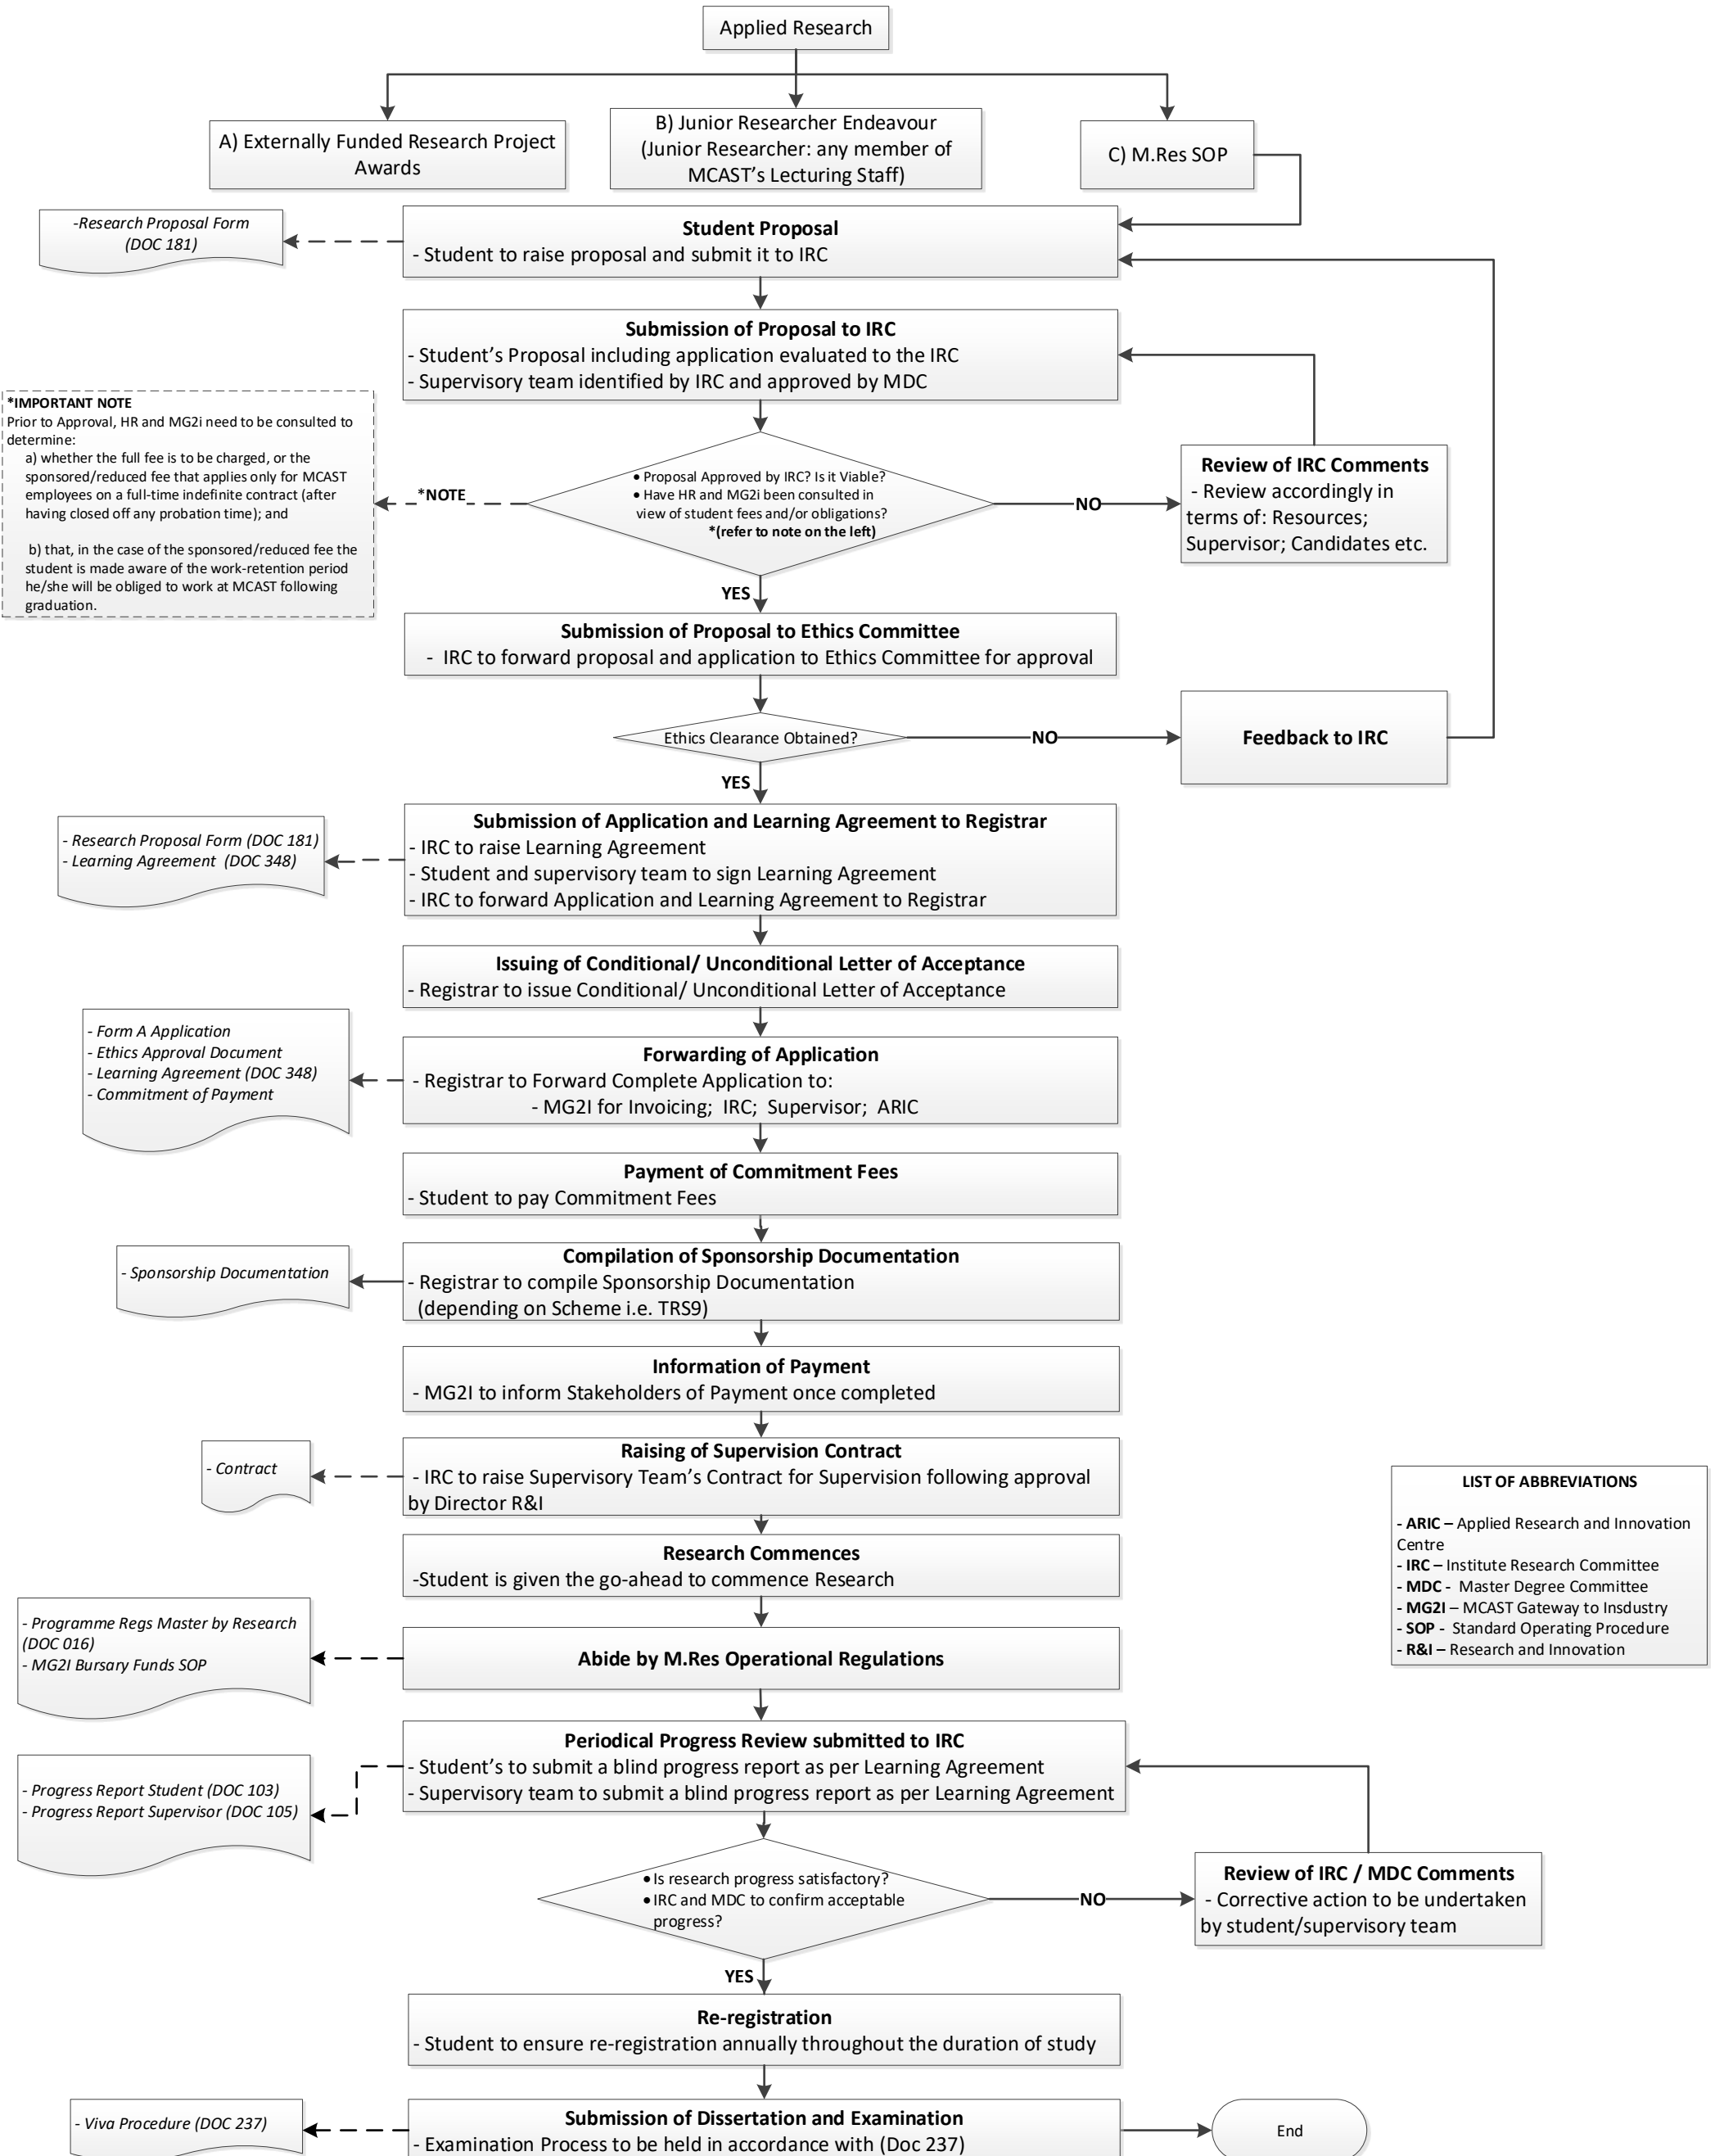 Applied Research
A) Externally Funded Research Project
Awards
B) Junior Researcher Endeavour
(Junior Researcher: any member of
MCAST's Lecturing Staff)
C) M.Res SOP
-Research Proposal Form
(DOC 181)
Student Proposal
- Student to raise proposal and submit it to IRC
Submission of Proposal to IRC
- Student's Proposal including application evaluated to the IRC
- Supervisory team identified by IRC and approved by MDC
*IMPORTANT NOTE
Prior to Approval, HR and MG2i need to be consulted to
determine:
a) whether the full fee is to be charged, or the
sponsored/reduced fee that applies only for MCAST
employees on a full-time indefinite contract (after
having closed off any probation time); and
b) that, in the case of the sponsored/reduced fee the
student is made aware of the work-retention period
he/she will be obliged to work at MCAST following
graduation.
*NOTE
• Proposal Approved by IRC? Is it Viable?
• Have HR and MG2i been consulted in
view of student fees and/or obligations?
*(refer to note on the left)
NO
Review of IRC Comments
- Review accordingly in
terms of: Resources;
Supervisor; Candidates etc.
YES
Submission of Proposal to Ethics Committee
- IRC to forward proposal and application to Ethics Committee for approval
Ethics Clearance Obtained?
NO
Feedback to IRC
YES
- Research Proposal Form (DOC 181)
- Learning Agreement (DOC 348)
Submission of Application and Learning Agreement to Registrar
- IRC to raise Learning Agreement
- Student and supervisory team to sign Learning Agreement
- IRC to forward Application and Learning Agreement to Registrar
Issuing of Conditional/ Unconditional Letter of Acceptance
- Registrar to issue Conditional/ Unconditional Letter of Acceptance
- Form A Application
- Ethics Approval Document
- Learning Agreement (DOC 348)
- Commitment of Payment
Forwarding of Application
- Registrar to Forward Complete Application to:
- MG2I for Invoicing; IRC; Supervisor; ARIC
Payment of Commitment Fees
- Student to pay Commitment Fees
- Sponsorship Documentation
Compilation of Sponsorship Documentation
- Registrar to compile Sponsorship Documentation
(depending on Scheme i.e. TRS9)
Information of Payment
- MG2I to inform Stakeholders of Payment once completed
- Contract
Raising of Supervision Contract
- IRC to raise Supervisory Team's Contract for Supervision following approval
by Director R&I
Research Commences
-Student is given the go-ahead to commence Research
LIST OF ABBREVIATIONS
- ARIC – Applied Research and Innovation
Centre
- IRC – Institute Research Committee
- MDC - Master Degree Committee
- MG2I – MCAST Gateway to Insdustry
- SOP - Standard Operating Procedure
- R&I – Research and Innovation
- Programme Regs Master by Research
(DOC 016)
- MG2I Bursary Funds SOP
Abide by M.Res Operational Regulations
Periodical Progress Review submitted to IRC
- Student's to submit a blind progress report as per Learning Agreement
- Supervisory team to submit a blind progress report as per Learning Agreement
- Progress Report Student (DOC 103)
- Progress Report Supervisor (DOC 105)
• Is research progress satisfactory?
• IRC and MDC to confirm acceptable
progress?
NO
Review of IRC / MDC Comments
- Corrective action to be undertaken
by student/supervisory team
YES
Re-registration
- Student to ensure re-registration annually throughout the duration of study
- Viva Procedure (DOC 237)
Submission of Dissertation and Examination
- Examination Process to be held in accordance with (Doc 237)
End